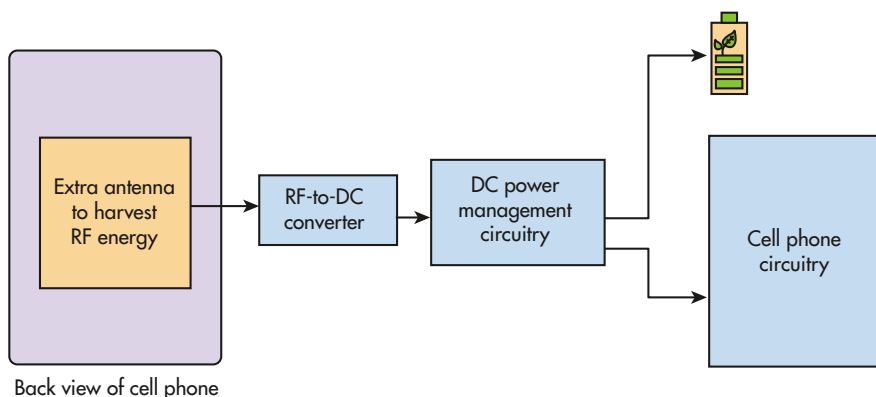 Extra antenna
to harvest
RF energy
RF-to-DC
converter
DC power
management
circuitry
Cell phone
circuitry
Back view of cell phone